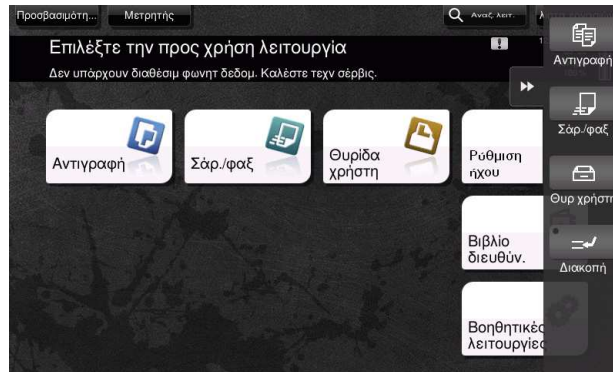 Προσβασιμότη...
Μετρητής
Αναζ. λειτ.
Επιλέξτε την προς χρήση λειτουργία
Δεν υπάρχουν διαθέσιμ φωνητ δεδομ. Καλέστε τεχν σέρβις.
Αντιγραφή
Σάρ./φαξ
Θυρίδα
χρήστη
Ρύθμιση
ήχου
Βιβλίο
διευθύν.
Βοηθητικές
λειτουργίες
Αντιγραφή
Σάρ./φαξ
Θυρ χρήστη
Διακοπή